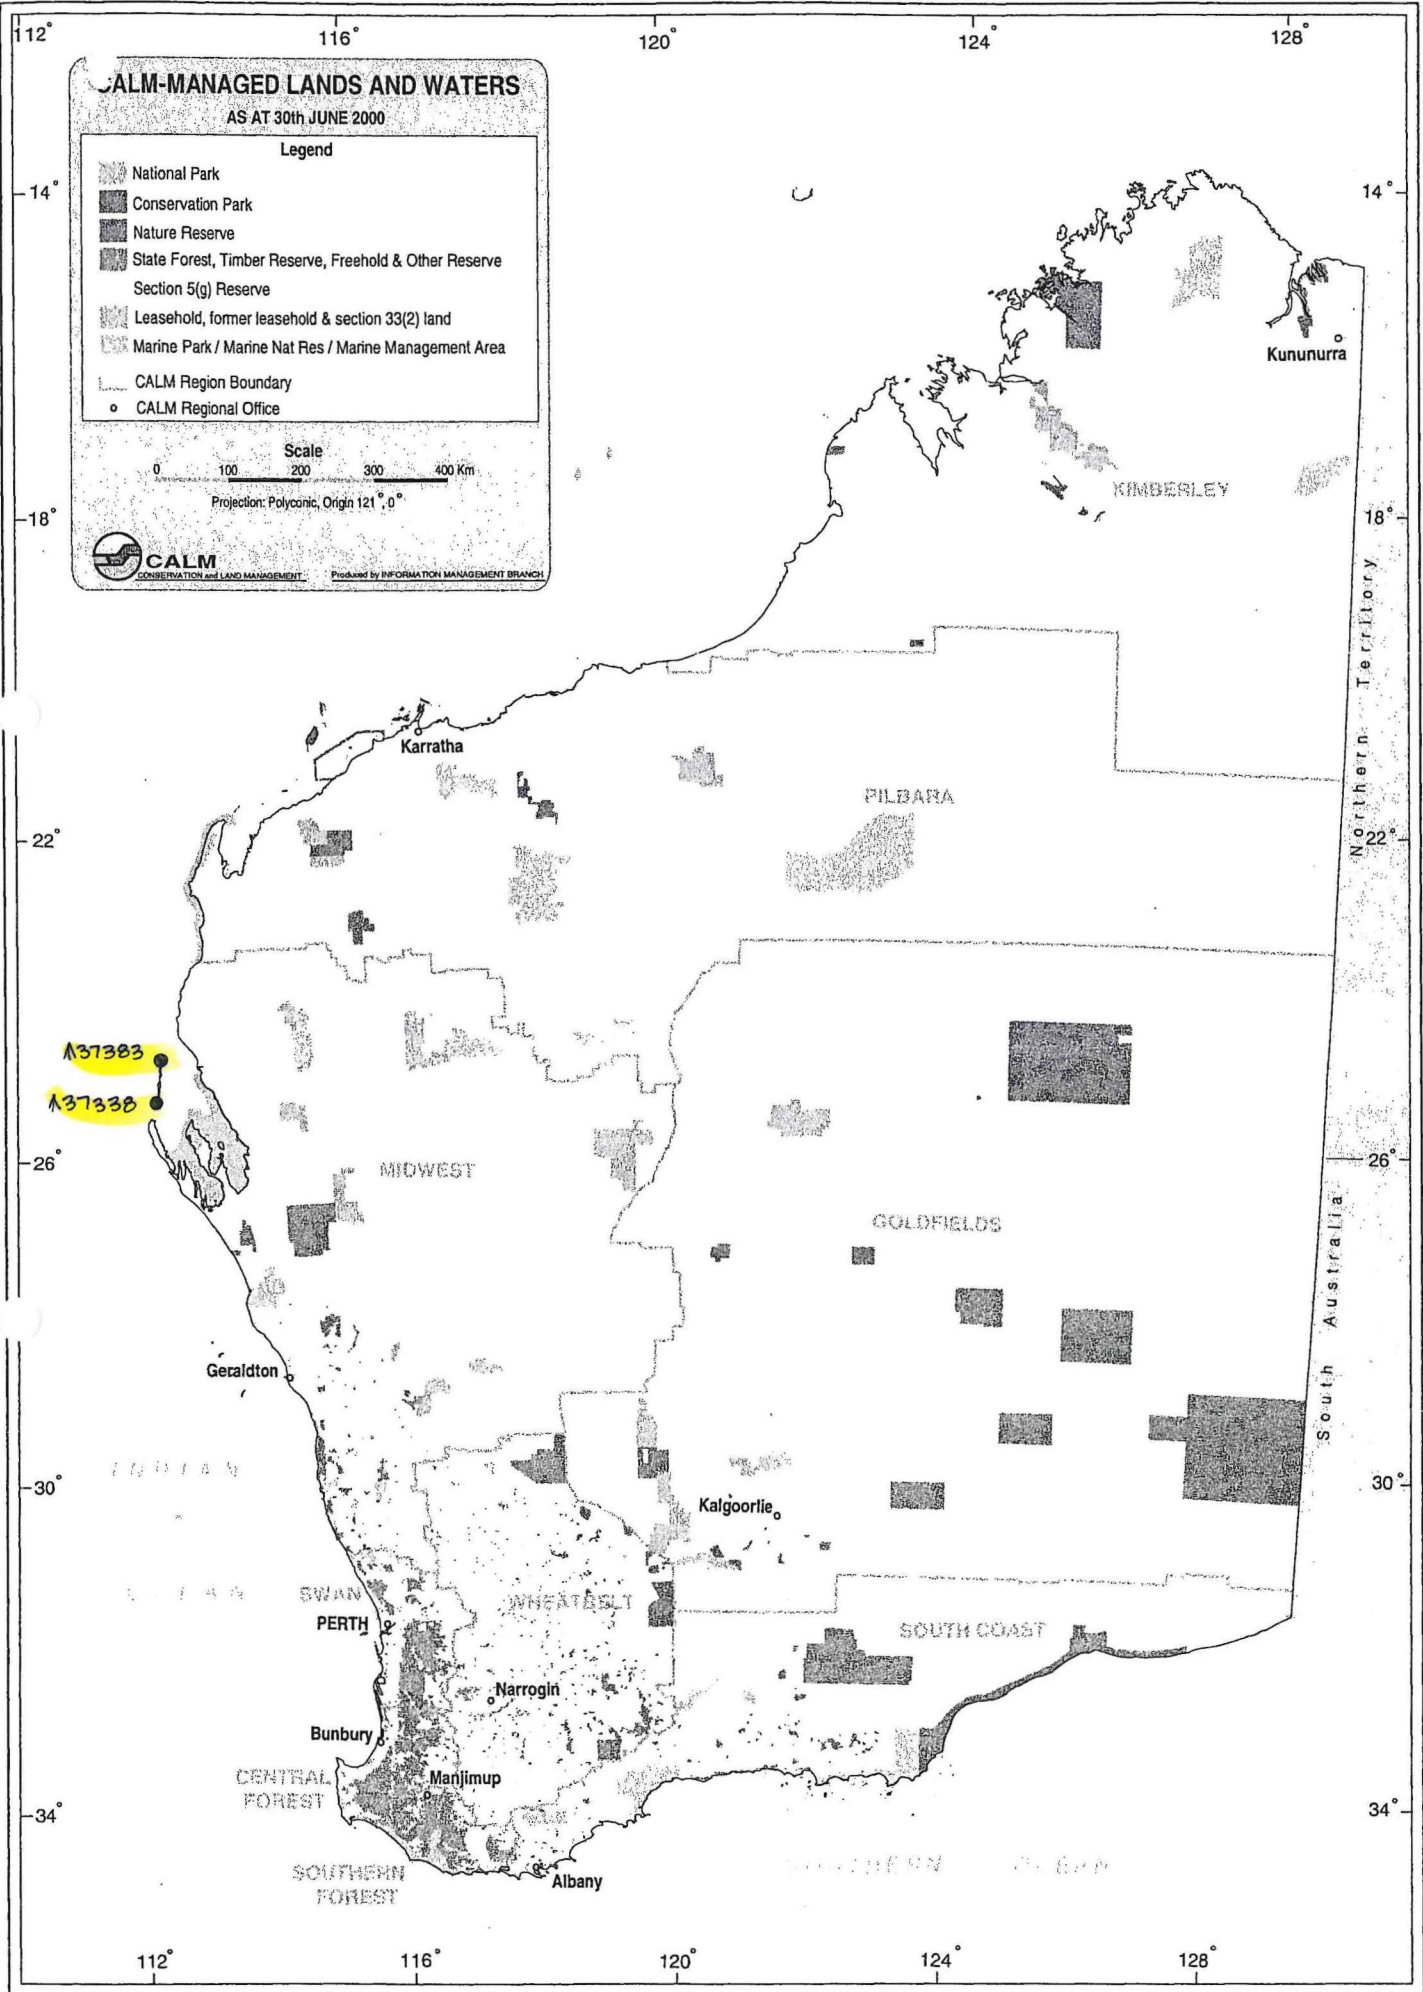 112° 116° 120° 124° 128°
ALM-MANAGED LANDS AND WATERS
AS AT 30th JUNE 2000
Legend
National Park
Conservation Park
Nature Reserve
State Forest, Timber Reserve, Freehold & Other Reserve
Section 5(g) Reserve
Leasehold, former leasehold & section 33(2) land
Marine Park / Marine Nat Res / Marine Management Area
CALM Region Boundary
CALM Regional Office
Scale
0 100 200 300 400 Km
Projection: Polyconic, Origin 121°, 0°
CALM
CONSERVATION and LAND MANAGEMENT
Produced by INFORMATION MANAGEMENT BRANCH
14° 14°
Kununurra
KIMBERLEY
18° 18°
Northern Territory
Karratha
PILBARA
22° 22°
37383
37338
26° 26°
MIDWEST
GOLDFIELDS
South Australia
Geraldton
INDIAN
30° 30°
Kalgoorlie
SWAN
WHEATBELT
PERTH
SOUTH COAST
Narrogin
Bunbury
CENTRAL
FOREST
Manjimup
34° 34°
SOUTHERN
FOREST
Albany
112° 116° 120° 124° 128°